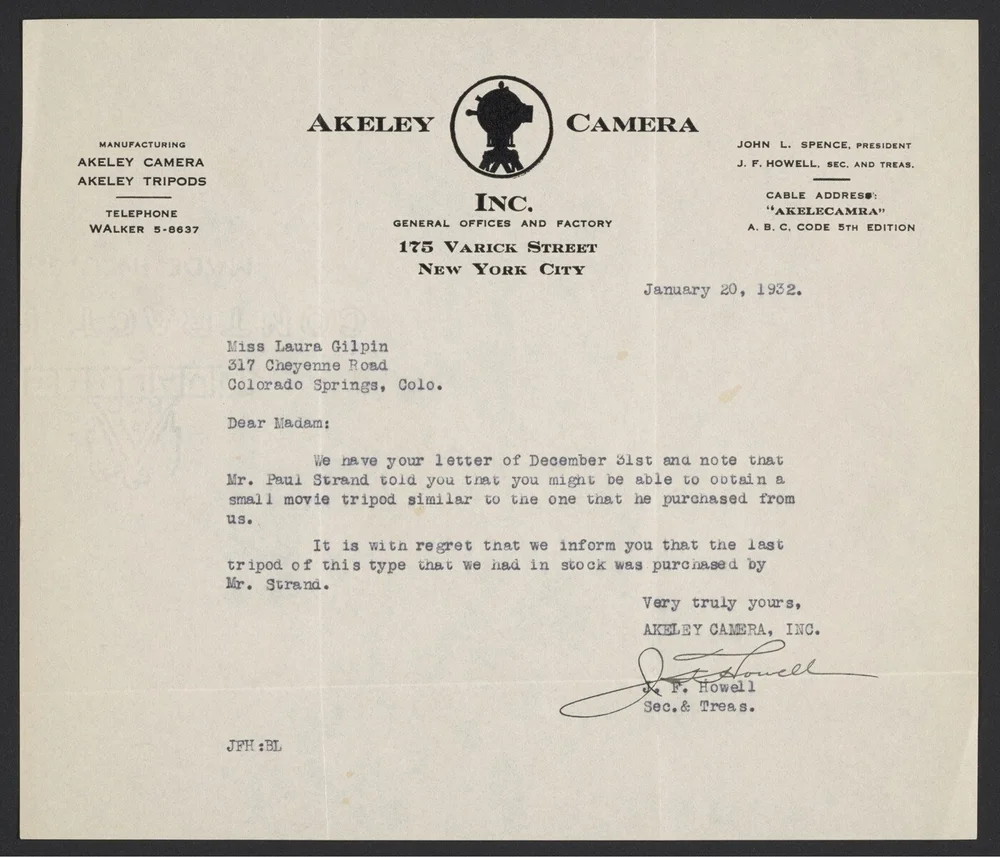 AKELEY CAMERA
INC.
GENERAL OFFICES AND FACTORY
175 VARICK STREET
NEW YORK CITY
MANUFACTURING
AKELEY CAMERA
AKELEY TRIPODS
TELEPHONE
WALKER 5-8637
JOHN L. SPENCE, PRESIDENT
J. F. HOWELL, SEC. AND TREAS.
CABLE ADDRESS:
"AKELECAMRA"
A. B. C. CODE 5TH EDITION
January 20, 1932.
Miss Laura Gilpin
317 Cheyenne Road
Colorado Springs, Colo.
Dear Madam:
We have your letter of December 31st and note that
Mr. Paul Strand told you that you might be able to obtain a
small movie tripod similar to the one that he purchased from
us.
It is with regret that we inform you that the last
tripod of this type that we had in stock was purchased by
Mr. Strand.
Very truly yours,
AKELEY CAMERA, INC.
J F Howell
J. F. Howell
Sec.& Treas.
JFH:BL